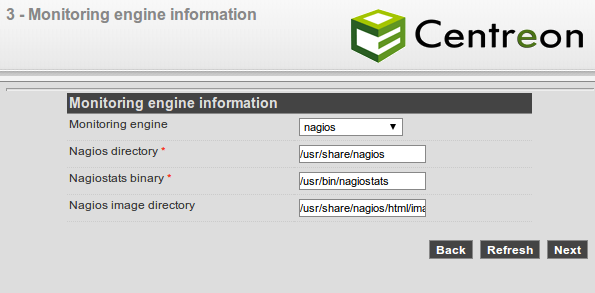 3 - Monitoring engine information
Centreon
Monitoring engine information
Monitoring engine nagios
Nagios directory * /usr/share/nagios
Nagiostats binary * /usr/bin/nagiostats
Nagios image directory /usr/share/nagios/html/ima
Back Refresh Next